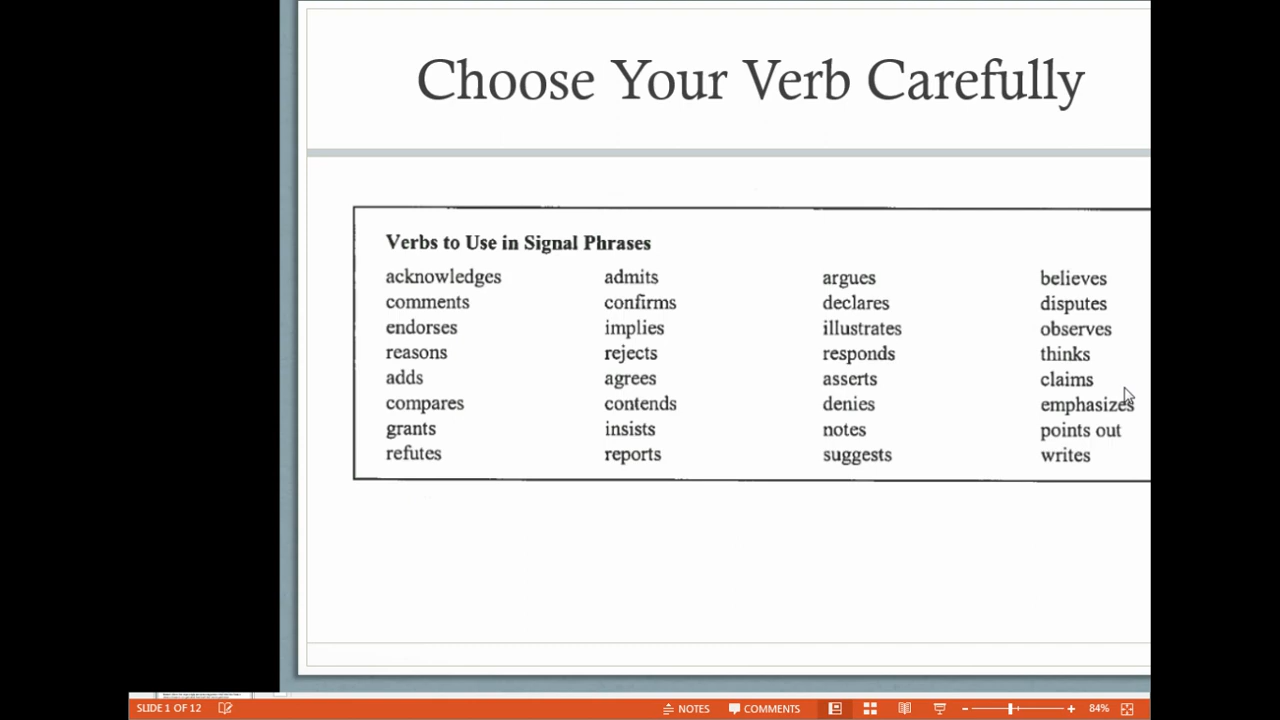 Choose Your Verb Carefully
Verbs to Use in Signal Phrases
acknowledges admits argues believes
comments confirms declares disputes
endorses implies illustrates observes
reasons rejects responds thinks
adds agrees asserts claims
compares contends denies emphasizes
grants insists notes points out
refutes reports suggests writes
SLIDE 1 OF 12 NOTES COMMENTS 84%